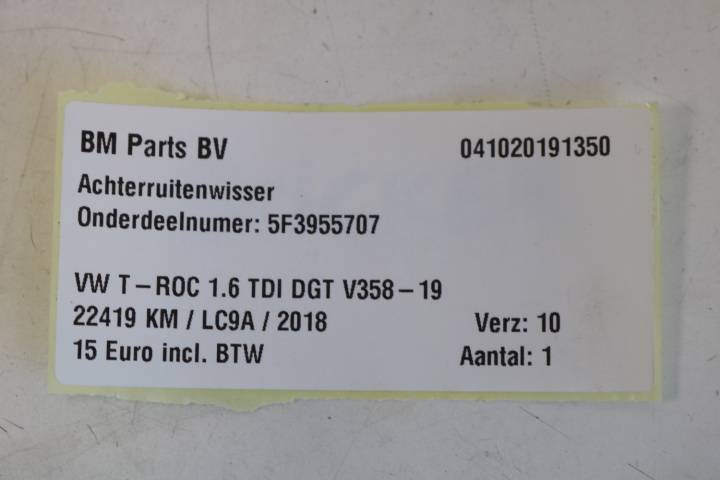 BM Parts BV 041020191350
Achterruitenwisser
Onderdeelnumer: 5F3955707
VW T-ROC 1.6 TDI DGT V358-19
22419 KM / LC9A / 2018 Verz: 10
15 Euro incl. BTW Aantal: 1